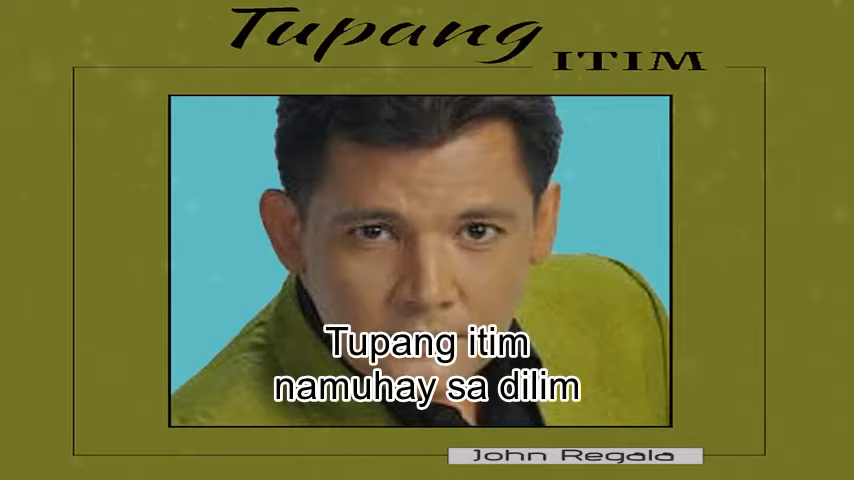 Tupang
ITIM
Tupang itim
namuhay sa dilim
John Regala